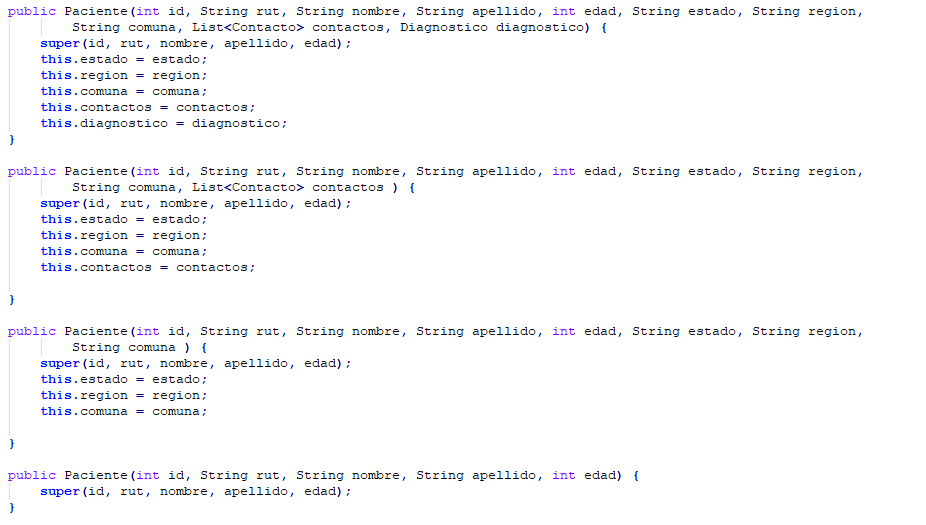 public Paciente(int id, String rut, String nombre, String apellido, int edad, String estado, String region,
        String comuna, List<Contacto> contactos, Diagnostico diagnostico) {
    super(id, rut, nombre, apellido, edad);
    this.estado = estado;
    this.region = region;
    this.comuna = comuna;
    this.contactos = contactos;
    this.diagnostico = diagnostico;
}

public Paciente(int id, String rut, String nombre, String apellido, int edad, String estado, String region,
        String comuna, List<Contacto> contactos ) {
    super(id, rut, nombre, apellido, edad);
    this.estado = estado;
    this.region = region;
    this.comuna = comuna;
    this.contactos = contactos;

}

public Paciente(int id, String rut, String nombre, String apellido, int edad, String estado, String region,
        String comuna ) {
    super(id, rut, nombre, apellido, edad);
    this.estado = estado;
    this.region = region;
    this.comuna = comuna;

}

public Paciente(int id, String rut, String nombre, String apellido, int edad) {
    super(id, rut, nombre, apellido, edad);
}